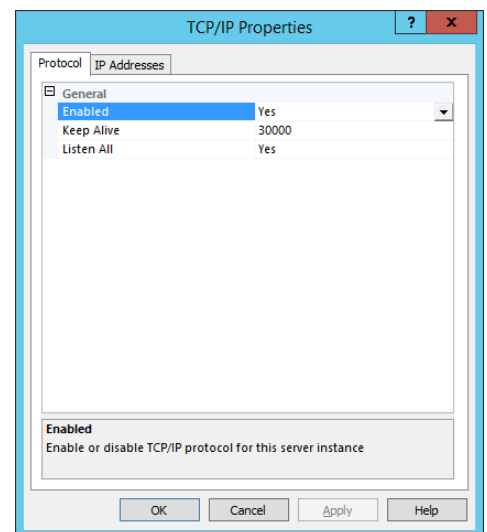 TCP/IP Properties ? x
Protocol IP Addresses
General
Enabled Yes
Keep Alive 30000
Listen All Yes
Enabled
Enable or disable TCP/IP protocol for this server instance
OK Cancel Apply Help